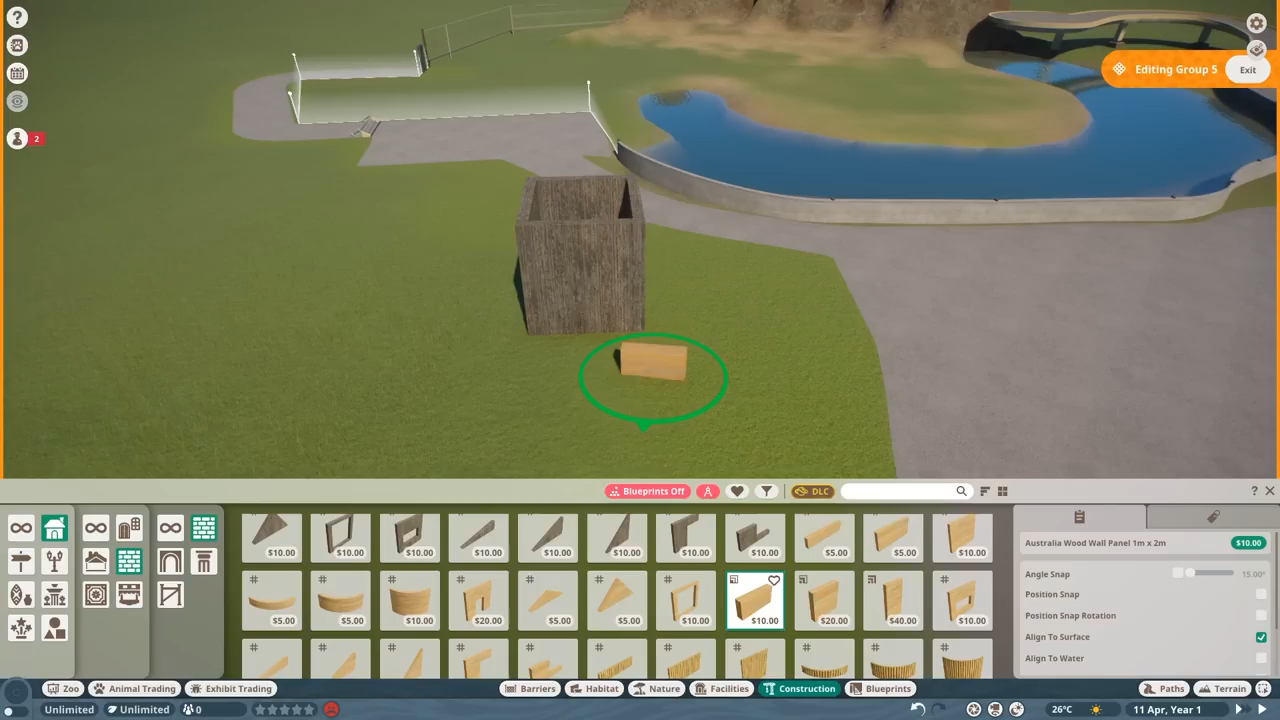 ?
Editing Group 5
Exit
2
Blueprints Off
DLC
?
$10.00
$10.00
$10.00
$10.00
$10.00
$10.00
$10.00
$10.00
$5.00
$5.00
$10.00
Australia Wood Wall Panel 1m x 2m
$10.00
Angle Snap
15.00°
$5.00
$5.00
$10.00
$20.00
$5.00
$5.00
$10.00
$10.00
$20.00
$40.00
$10.00
Position Snap
Position Snap Rotation
Align To Surface
Align To Water
Zoo
Animal Trading
Exhibit Trading
Barriers
Habitat
Nature
Facilities
Construction
Blueprints
Paths
Terrain
Unlimited
Unlimited
0
26°C
11 Apr, Year 1